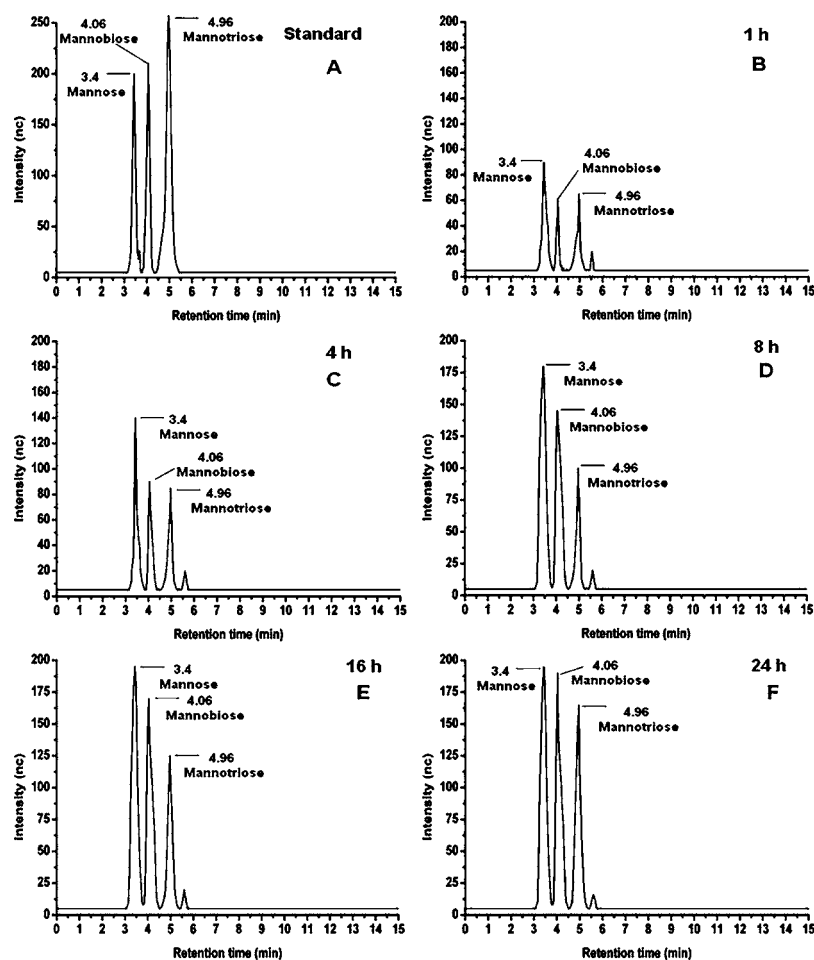 Standard
A
4.06
Mannobiose
4.96
Mannotriose
3.4
Mannose
Intensity (nc)
250
200
150
100
50
0
0 1 2 3 4 5 6 7 8 9 10 11 12 13 14 15
Retention time (min)
1 h
B
3.4
Mannose
4.06
Mannobiose
4.96
Mannotriose
Intensity (nc)
200
180
160
140
120
100
80
60
40
20
0
0 1 2 3 4 5 6 7 8 9 10 11 12 13 14 15
Retention time (min)
4 h
C
3.4
Mannose
4.06
Mannobiose
4.96
Mannotriose
Intensity (nc)
200
180
160
140
120
100
80
60
40
20
0
0 1 2 3 4 5 6 7 8 9 10 11 12 13 14 15
Retention time (min)
8 h
D
3.4
Mannose
4.06
Mannobiose
4.96
Mannotriose
Intensity (nc)
200
175
150
125
100
75
50
25
0
0 1 2 3 4 5 6 7 8 9 10 11 12 13 14 15
Retention time (min)
16 h
E
3.4
Mannose
4.06
Mannobiose
4.96
Mannotriose
Intensity (nc)
200
175
150
125
100
75
50
25
0
0 1 2 3 4 5 6 7 8 9 10 11 12 13 14 15
Retention time (min)
24 h
F
3.4
Mannose
4.06
Mannobiose
4.96
Mannotriose
Intensity (nc)
200
175
150
125
100
75
50
25
0
0 1 2 3 4 5 6 7 8 9 10 11 12 13 14 15
Retention time (min)